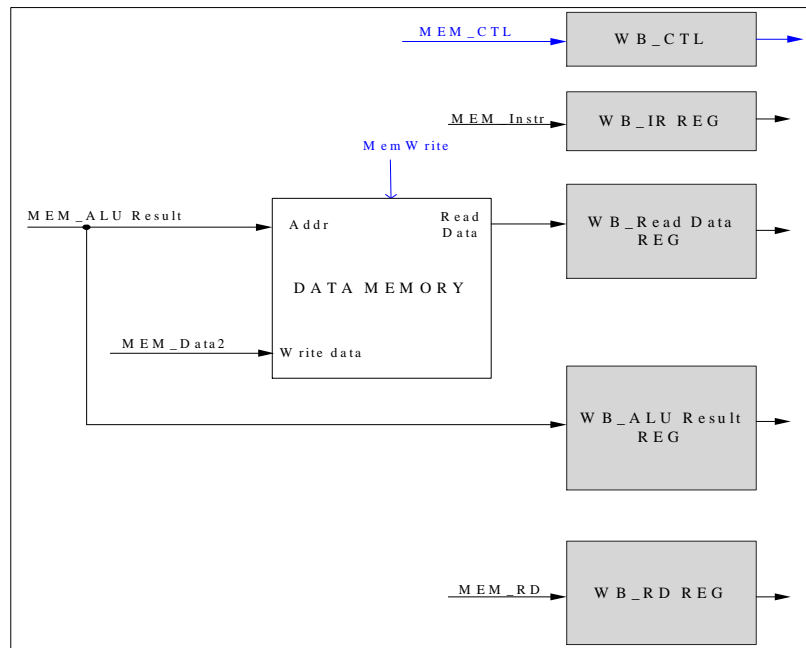 MEM_CTL
WB_CTL
MEM_Instr
WB_IR REG
MemWrite
MEM_ALU Result
Addr
Read
Data
WB_Read Data
REG
DATA MEMORY
MEM_Data2
Write data
WB_ALU Result
REG
MEM_RD
WB_RD REG